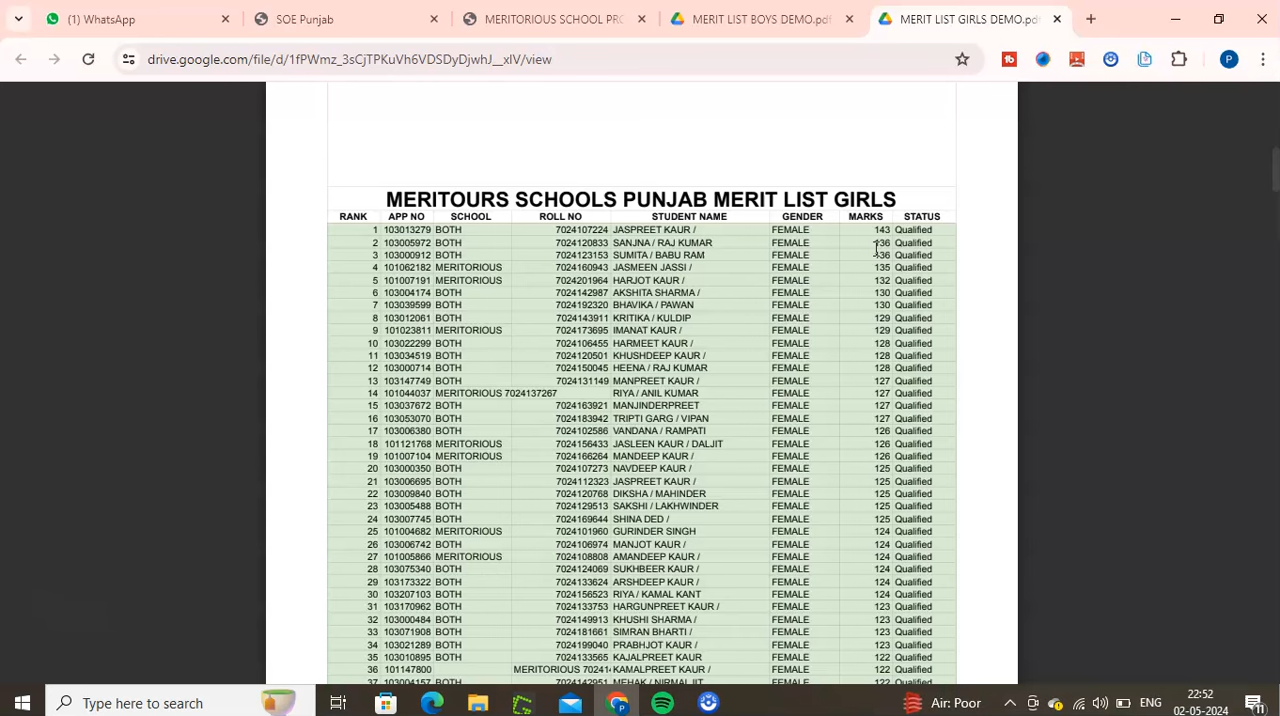 (1) WhatsApp
SOE Punjab
MERITORIOUS SCHOOL PRO
MERIT LIST BOYS DEMO.pdf
MERIT LIST GIRLS DEMO.pdf
drive.google.com/file/d/1fPWmz_3sCjTPKuVh6VDSDyDjwhJ__xIV/view
P
MERITOURS SCHOOLS PUNJAB MERIT LIST GIRLS
RANK APP NO SCHOOL ROLL NO STUDENT NAME GENDER MARKS STATUS
1 103013279 BOTH 7024107224 JASPREET KAUR / FEMALE 143 Qualified
2 103005972 BOTH 7024120833 SANJNA / RAJ KUMAR FEMALE 136 Qualified
3 103000912 BOTH 7024123153 SUMITA / BABU RAM FEMALE 136 Qualified
4 101062182 MERITORIOUS 7024160943 JASMEEN JASSI / FEMALE 135 Qualified
5 101007191 MERITORIOUS 7024201964 HARJOT KAUR / FEMALE 132 Qualified
6 103004174 BOTH 7024142987 AKSHITA SHARMA / FEMALE 130 Qualified
7 103039599 BOTH 7024192320 BHAVIKA / PAWAN FEMALE 130 Qualified
8 103012061 BOTH 7024143911 KRITIKA / KULDIP FEMALE 129 Qualified
9 101023811 MERITORIOUS 7024173695 IMANAT KAUR / FEMALE 129 Qualified
10 103022299 BOTH 7024106455 HARMEET KAUR / FEMALE 128 Qualified
11 103034519 BOTH 7024120501 KHUSHDEEP KAUR / FEMALE 128 Qualified
12 103000714 BOTH 7024150045 HEENA / RAJ KUMAR FEMALE 128 Qualified
13 103147749 BOTH 7024131149 MANPREET KAUR / FEMALE 127 Qualified
14 101044037 MERITORIOUS 7024137267 RIYA / ANIL KUMAR FEMALE 127 Qualified
15 103037672 BOTH 7024163921 MANJINDERPREET FEMALE 127 Qualified
16 103053070 BOTH 7024183942 TRIPTI GARG / VIPAN FEMALE 127 Qualified
17 103006380 BOTH 7024102586 VANDANA / RAMPATI FEMALE 126 Qualified
18 101121768 MERITORIOUS 7024156433 JASLEEN KAUR / DALJIT FEMALE 126 Qualified
19 101007104 MERITORIOUS 7024166264 MANDEEP KAUR / FEMALE 126 Qualified
20 103000350 BOTH 7024107273 NAVDEEP KAUR / FEMALE 125 Qualified
21 103006695 BOTH 7024112323 JASPREET KAUR / FEMALE 125 Qualified
22 103009840 BOTH 7024120768 DIKSHA / MAHINDER FEMALE 125 Qualified
23 103005488 BOTH 7024129513 SAKSHI / LAKHWINDER FEMALE 125 Qualified
24 103007745 BOTH 7024169644 SHINA DED / FEMALE 125 Qualified
25 101004682 MERITORIOUS 7024101960 GURINDER SINGH FEMALE 124 Qualified
26 103006742 BOTH 7024106974 MANJOT KAUR / FEMALE 124 Qualified
27 101005866 MERITORIOUS 7024108808 AMANDEEP KAUR / FEMALE 124 Qualified
28 103075340 BOTH 7024124069 SUKHBEER KAUR / FEMALE 124 Qualified
29 103173322 BOTH 7024133624 ARSHDEEP KAUR / FEMALE 124 Qualified
30 103207103 BOTH 7024156523 RIYA / KAMAL KANT FEMALE 124 Qualified
31 103170962 BOTH 7024133753 HARGUNPREET KAUR / FEMALE 123 Qualified
32 103000484 BOTH 7024149913 KHUSHI SHARMA / FEMALE 123 Qualified
33 103071908 BOTH 7024181661 SIMRAN BHARTI / FEMALE 123 Qualified
34 103021289 BOTH 7024199040 PRABHJOT KAUR / FEMALE 123 Qualified
35 103010895 BOTH 7024133565 KAJALPREET KAUR FEMALE 122 Qualified
36 101147800 MERITORIOUS 70241 KAMALPREET KAUR / FEMALE 122 Qualified
37 103004157 BOTH 7024142951 MEHAK / NIRMAL JIT FEMALE 122 Qualified
Type here to search
Air: Poor
ENG
22:52
02-05-2024
11